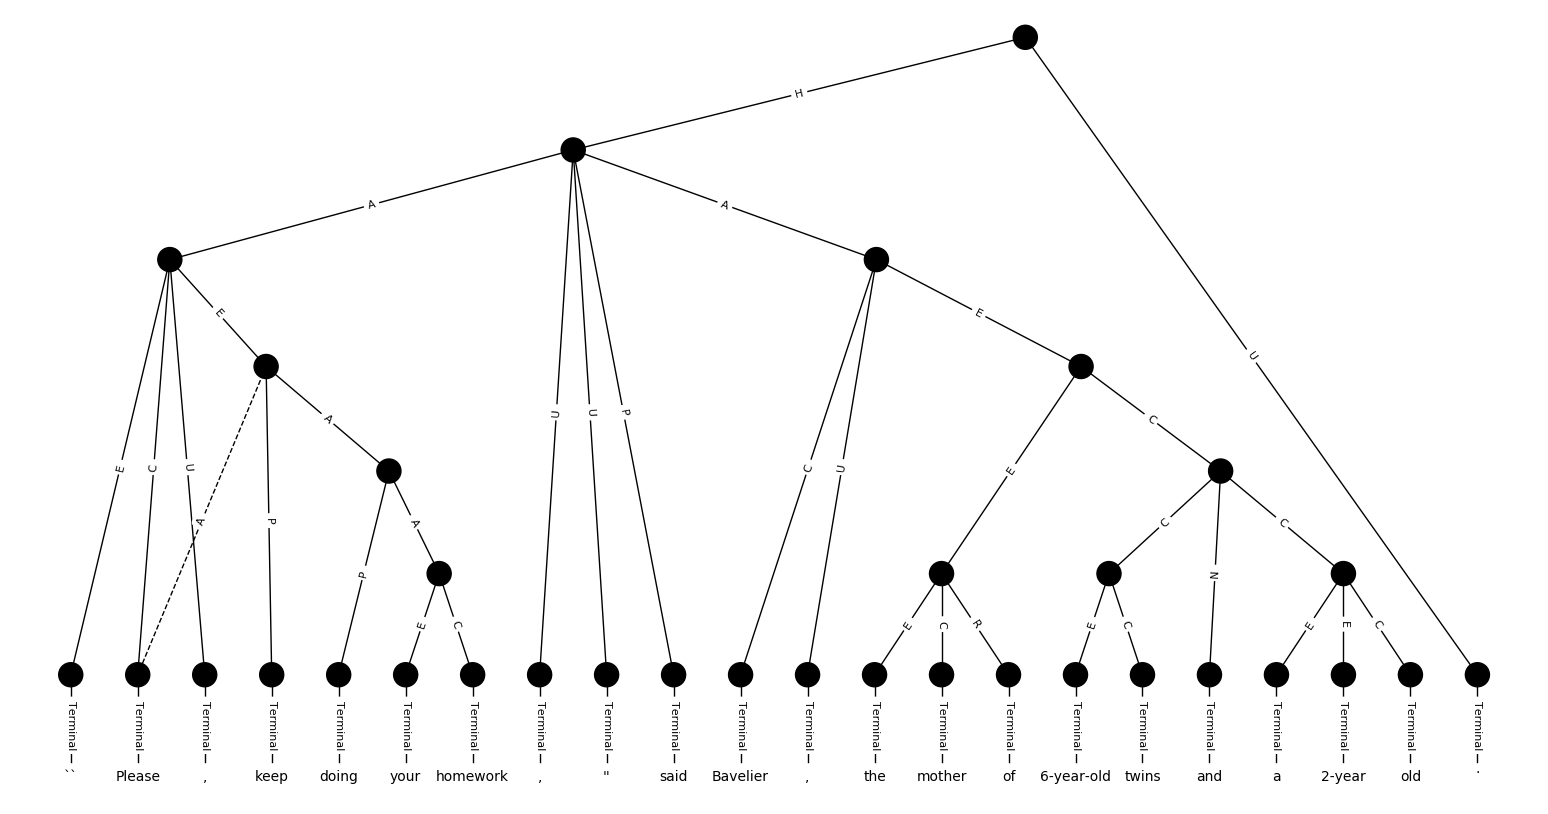 H
A A
E E U
A C
U U P
E C U C U E
A P A N C C
P
E C E C R E C E E C
Terminal Terminal Terminal Terminal Terminal Terminal Terminal Terminal Terminal Terminal Terminal Terminal Terminal Terminal Terminal Terminal Terminal Terminal Terminal Terminal Terminal Terminal
`` Please , keep doing your homework , " said Bavelier , the mother of 6-year-old twins and a 2-year old .